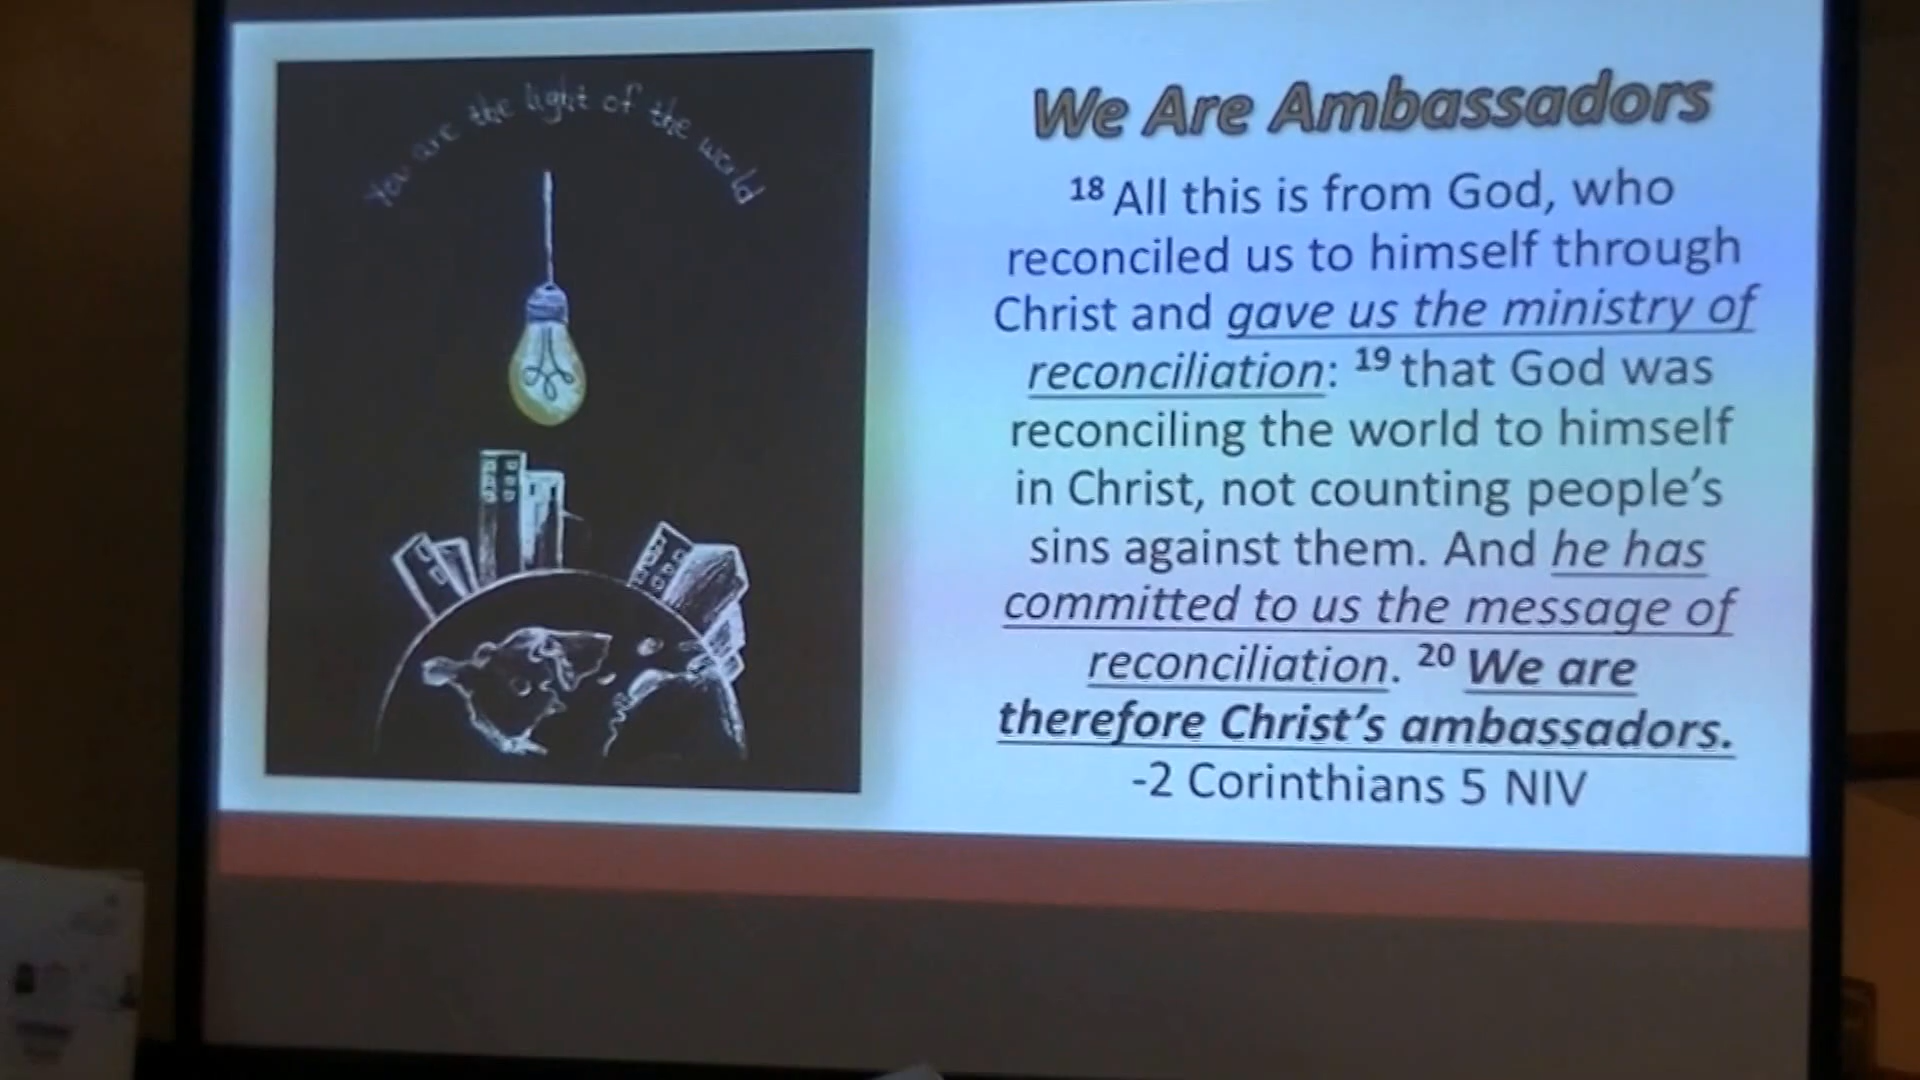 You are the light of the world
We Are Ambassadors
18 All this is from God, who
reconciled us to himself through
Christ and gave us the ministry of
reconciliation: 19 that God was
reconciling the world to himself
in Christ, not counting people’s
sins against them. And he has
committed to us the message of
reconciliation. 20 We are
therefore Christ’s ambassadors.
-2 Corinthians 5 NIV